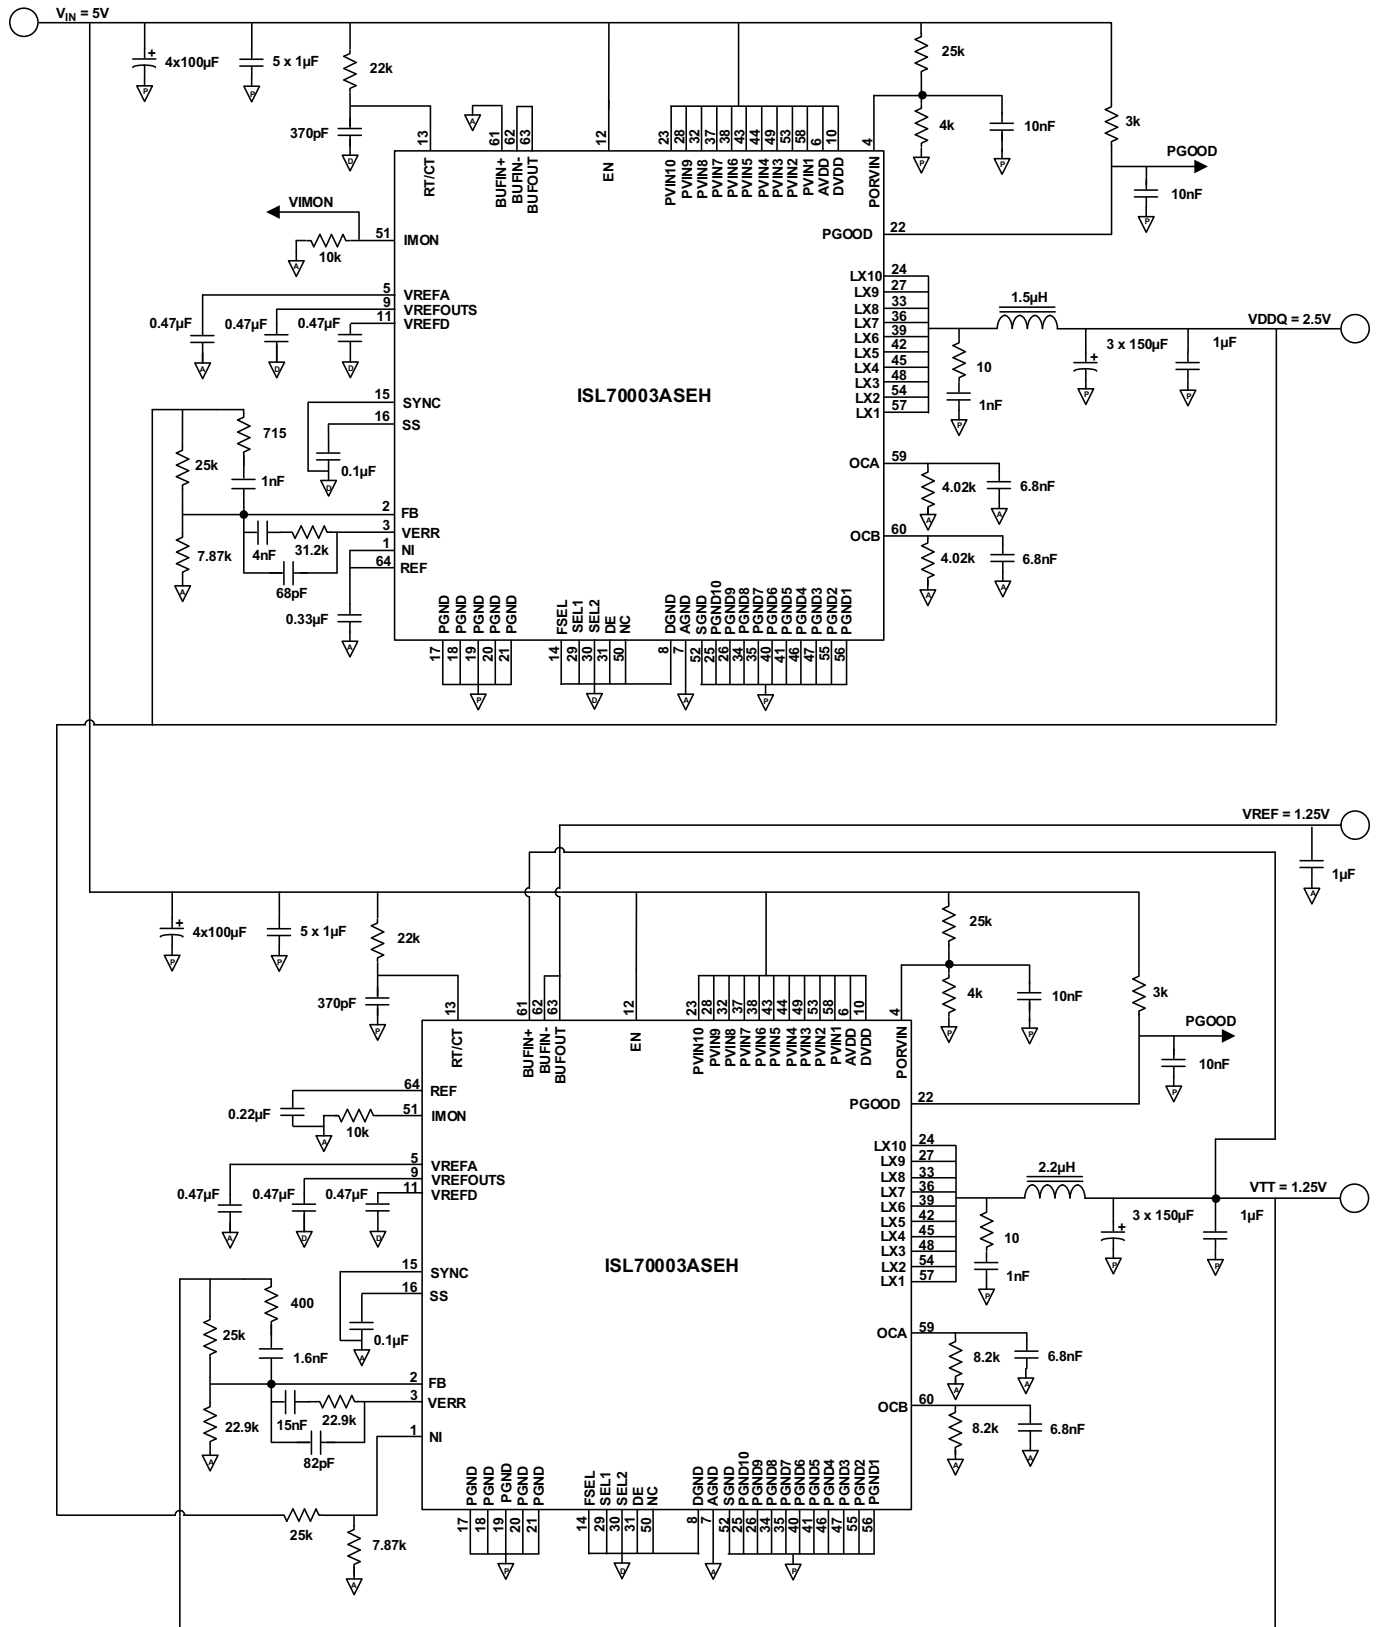 V_IN = 5V
4x100µF
5 x 1µF
22k
370pF
25k
4k
10nF
3k
PGOOD
10nF
13
61
62
63
12
23
28
32
37
38
43
44
49
53
58
6
10
4
RT/CT
BUFIN+
BUFIN-
BUFOUT
EN
PVIN10
PVIN9
PVIN8
PVIN7
PVIN6
PVIN5
PVIN4
PVIN3
PVIN2
PVIN1
AVDD
DVDD
PORVIN
VIMON
10k
51 IMON
PGOOD 22
5 VREFA
9 VREFOUTS
11 VREFD
0.47µF
0.47µF
0.47µF
LX10 24
LX9 27
LX8 33
LX7 36
LX6 39
LX5 42
LX4 45
LX3 48
LX2 54
LX1 57
1.5µH
VDDQ = 2.5V
3 x 150µF
1µF
10
1nF
ISL70003ASEH
15 SYNC
16 SS
0.1µF
715
25k
1nF
2 FB
3 VERR
1 NI
64 REF
4nF
31.2k
7.87k
68pF
0.33µF
OCA 59
4.02k
6.8nF
OCB 60
4.02k
6.8nF
PGND
PGND
PGND
PGND
PGND
FSEL
SEL1
SEL2
DE
NC
DGND
AGND
SGND
PGND10
PGND9
PGND8
PGND7
PGND6
PGND5
PGND4
PGND3
PGND2
PGND1
17
18
19
20
21
14
29
30
31
50
8
7
52
25
26
34
35
40
41
46
47
55
56
VREF = 1.25V
1µF
4x100µF
5 x 1µF
22k
370pF
25k
4k
10nF
3k
PGOOD
10nF
13
61
62
63
12
23
28
32
37
38
43
44
49
53
58
6
10
4
RT/CT
BUFIN+
BUFIN-
BUFOUT
EN
PVIN10
PVIN9
PVIN8
PVIN7
PVIN6
PVIN5
PVIN4
PVIN3
PVIN2
PVIN1
AVDD
DVDD
PORVIN
64 REF
0.22µF
51 IMON
10k
PGOOD 22
5 VREFA
9 VREFOUTS
11 VREFD
0.47µF
0.47µF
0.47µF
LX10 24
LX9 27
LX8 33
LX7 36
LX6 39
LX5 42
LX4 45
LX3 48
LX2 54
LX1 57
2.2µH
VTT = 1.25V
3 x 150µF
1µF
10
1nF
ISL70003ASEH
15 SYNC
16 SS
0.1µF
400
25k
1.6nF
2 FB
3 VERR
1 NI
15nF
22.9k
22.9k
82pF
OCA 59
8.2k
6.8nF
OCB 60
8.2k
6.8nF
PGND
PGND
PGND
PGND
PGND
FSEL
SEL1
SEL2
DE
NC
DGND
AGND
SGND
PGND10
PGND9
PGND8
PGND7
PGND6
PGND5
PGND4
PGND3
PGND2
PGND1
17
18
19
20
21
14
29
30
31
50
8
7
52
25
26
34
35
40
41
46
47
55
56
25k
7.87k